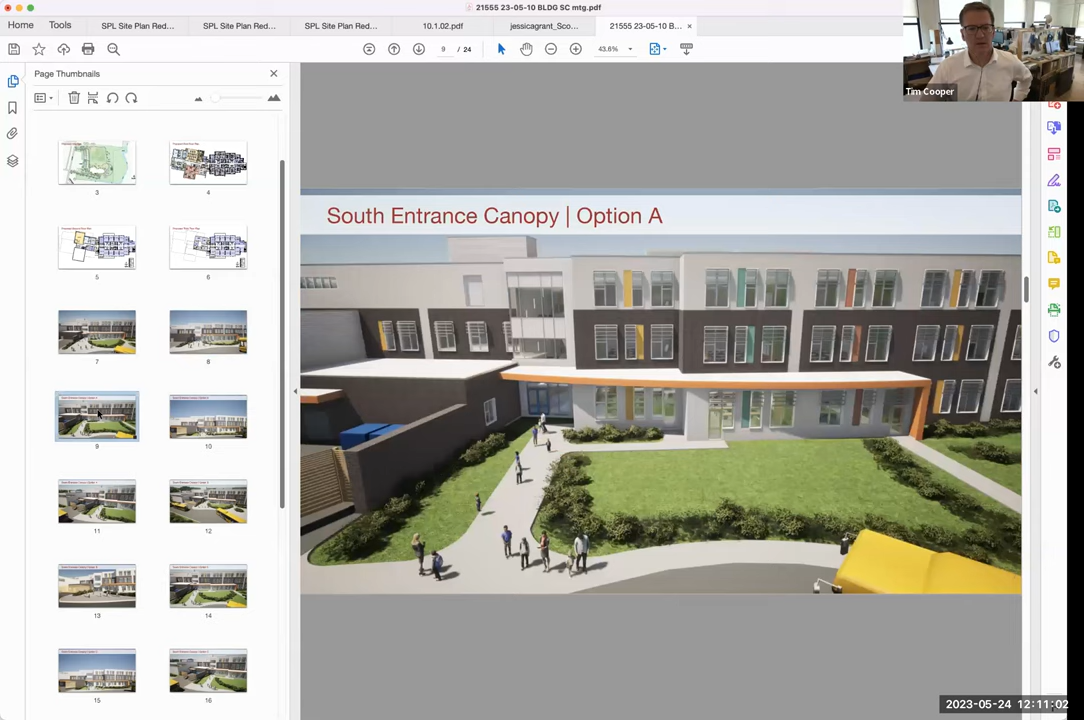 21555 23-05-10 BLDG SC mtg.pdf
Home
Tools
SPL Site Plan Red...
SPL Site Plan Red...
SPL Site Plan Red...
10.1.02.pdf
jessicagrant_Sco...
21555 23-05-10 B...
9 / 24
43.6%
Tim Cooper
Page Thumbnails
3
4
5
6
7
8
9
10
11
12
13
14
15
16
South Entrance Canopy | Option A
2023-05-24 12:11:02